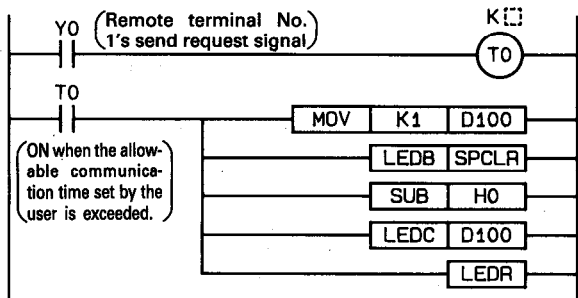 Y0 (Remote terminal No. K[ ]
1's send request signal) T0
T0
MOV K1 D100
(ON when the allow-
able communica- LEDB SPCLR
tion time set by the
user is exceeded.) SUB H0
LEDC D100
LEDR